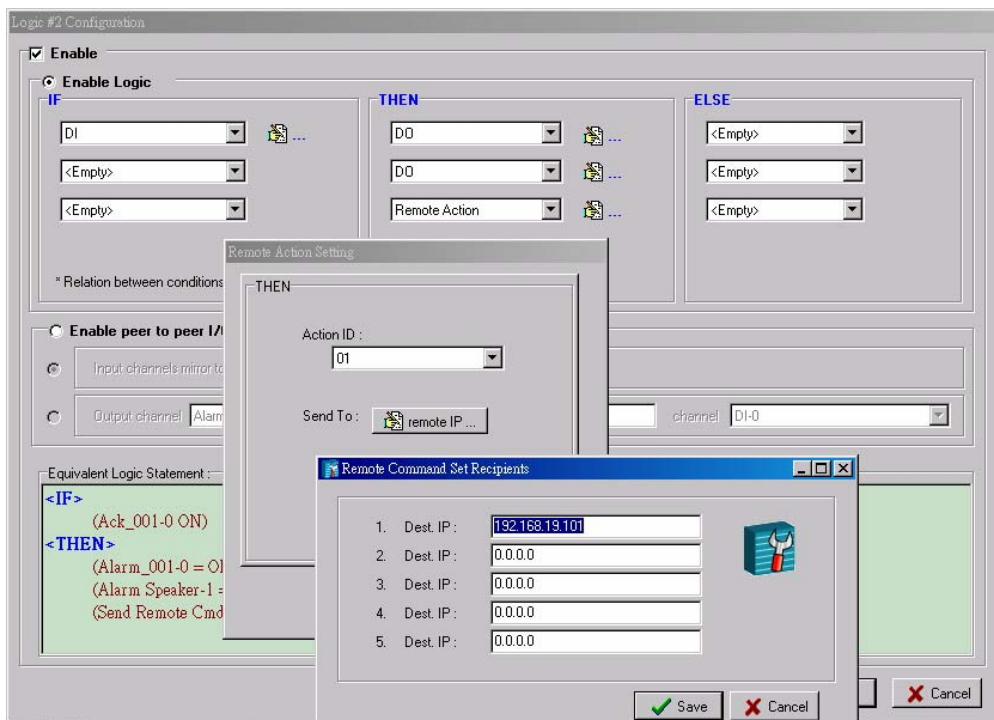 Logic #2 Configuration
Enable
Enable Logic
IF
THEN
ELSE
DI
...
DO
...
<Empty>
<Empty>
DO
...
<Empty>
<Empty>
Remote Action
...
<Empty>
* Relation between conditions
Remote Action Setting
THEN
Action ID :
01
Send To :
remote IP ...
Enable peer to peer I/
Input channels mirror to
Output channel
Alarm
channel
DI-0
Equivalent Logic Statement :
<IF>
(Ack_001-0 ON)
<THEN>
(Alarm_001-0 =
(Alarm Speaker-1 =
(Send Remote Cmd
Remote Command Set Recipients
1. Dest. IP : 192.168.19.101
2. Dest. IP : 0.0.0.0
3. Dest. IP : 0.0.0.0
4. Dest. IP : 0.0.0.0
5. Dest. IP : 0.0.0.0
Save
Cancel
Cancel